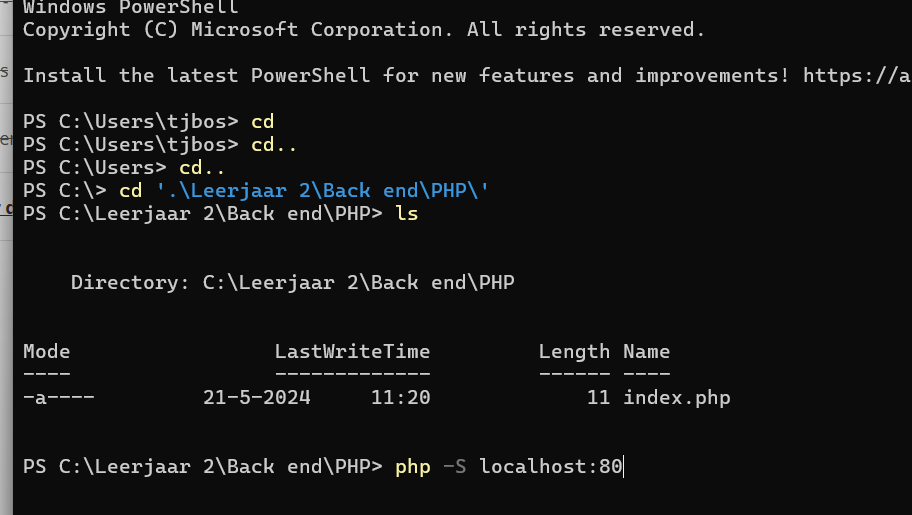 Windows PowerShell
Copyright (C) Microsoft Corporation. All rights reserved.
Install the latest PowerShell for new features and improvements! https://a
PS C:\Users\tjbos> cd
PS C:\Users\tjbos> cd..
PS C:\Users> cd..
PS C:\> cd '.\Leerjaar 2\Back end\PHP\'
PS C:\Leerjaar 2\Back end\PHP> ls
Directory: C:\Leerjaar 2\Back end\PHP
Mode LastWriteTime Length Name
---- ------------- ------ ----
-a---- 21-5-2024 11:20 11 index.php
PS C:\Leerjaar 2\Back end\PHP> php -S localhost:80